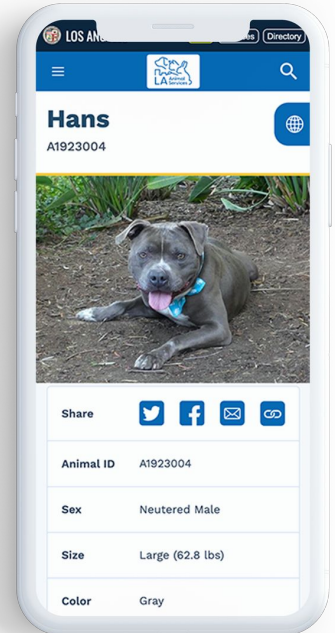 LOS AN
Directory
LA Animal Services
Hans
A1923004
Share
Animal ID A1923004
Sex Neutered Male
Size Large (62.8 lbs)
Color Gray